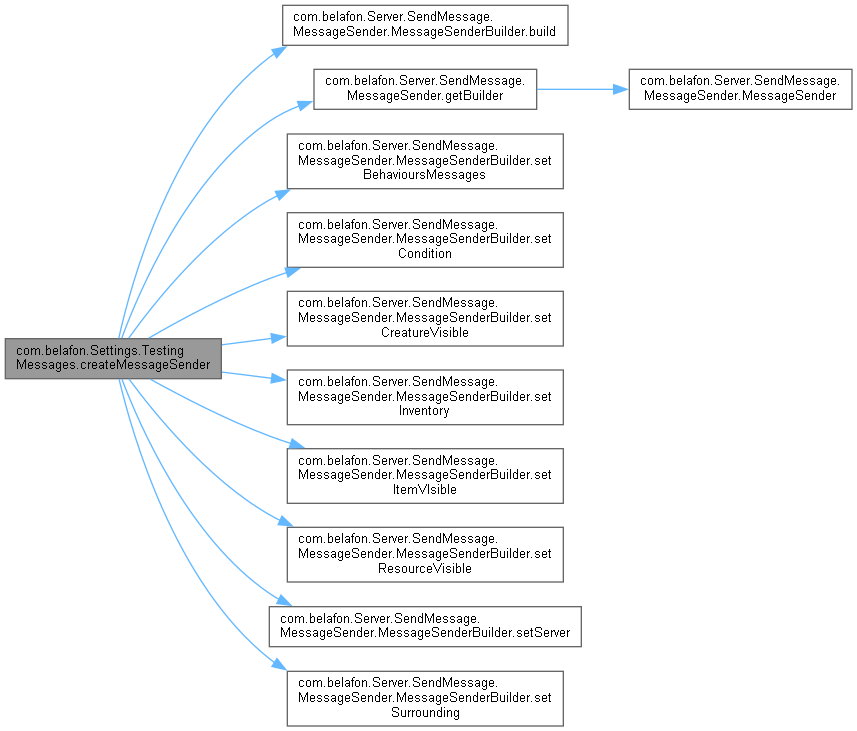 com.belafon.Server.SendMessage.
MessageSender.MessageSenderBuilder.build
com.belafon.Server.SendMessage.
MessageSender.getBuilder
com.belafon.Server.SendMessage.
MessageSender.MessageSender
com.belafon.Server.SendMessage.
MessageSender.MessageSenderBuilder.set
BehavioursMessages
com.belafon.Server.SendMessage.
MessageSender.MessageSenderBuilder.set
Condition
com.belafon.Server.SendMessage.
MessageSender.MessageSenderBuilder.set
CreatureVisible
com.belafon.Settings.Testing
Messages.createMessageSender
com.belafon.Server.SendMessage.
MessageSender.MessageSenderBuilder.set
Inventory
com.belafon.Server.SendMessage.
MessageSender.MessageSenderBuilder.set
ItemVIsible
com.belafon.Server.SendMessage.
MessageSender.MessageSenderBuilder.set
ResourceVisible
com.belafon.Server.SendMessage.
MessageSender.MessageSenderBuilder.setServer
com.belafon.Server.SendMessage.
MessageSender.MessageSenderBuilder.set
Surrounding